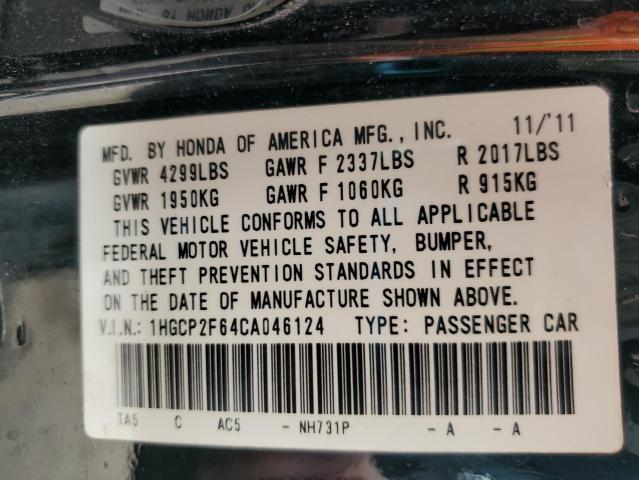 MFD. BY HONDA OF AMERICA MFG., INC. 11/'11
GVWR 4299LBS GAWR F 2337LBS R 2017LBS
GVWR 1950KG GAWR F 1060KG R 915KG
THIS VEHICLE CONFORMS TO ALL APPLICABLE
FEDERAL MOTOR VEHICLE SAFETY, BUMPER,
AND THEFT PREVENTION STANDARDS IN EFFECT
ON THE DATE OF MANUFACTURE SHOWN ABOVE.
V.I.N.: 1HGCP2F64CA046124 TYPE: PASSENGER CAR
TA5 C AC5 - NH731P - A - A